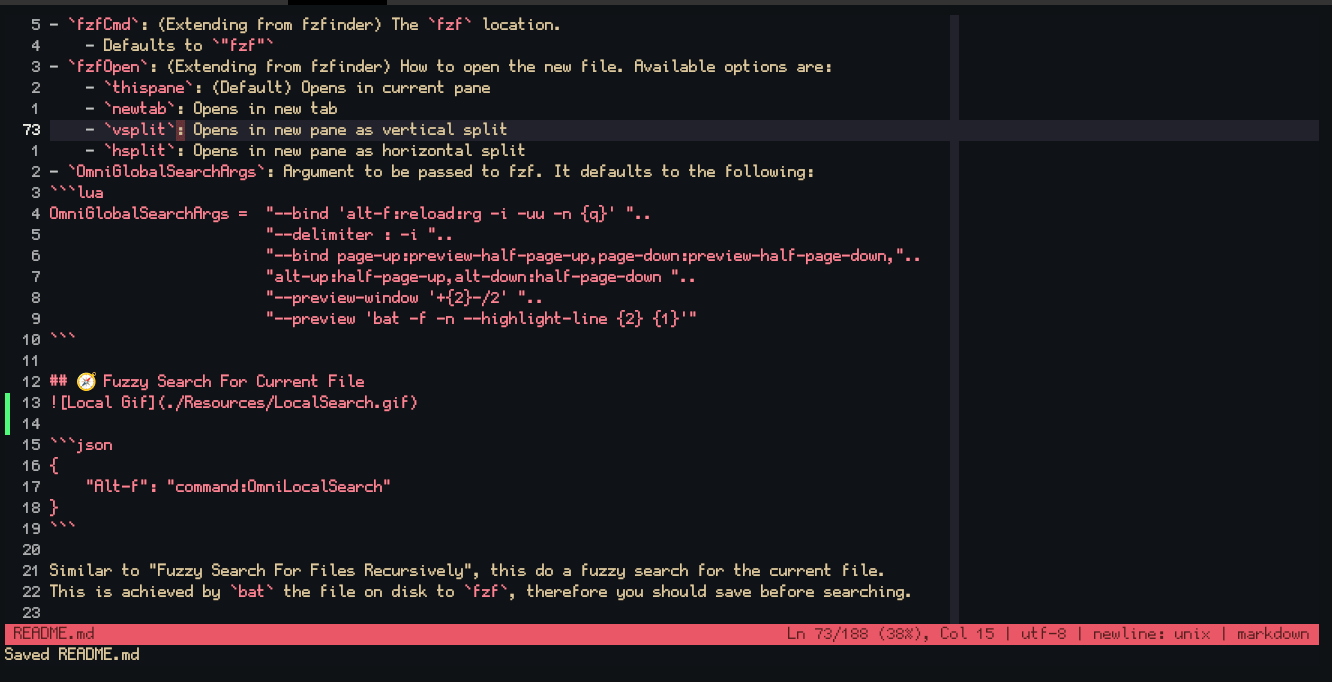 5 - `fzfCmd`: (Extending from fzfinder) The `fzf` location.
4     - Defaults to `"fzf"`
3 - `fzfOpen`: (Extending from fzfinder) How to open the new file. Available options are:
2     - `thispane`: (Default) Opens in current pane
1     - `newtab`: Opens in new tab
73     - `vsplit`: Opens in new pane as vertical split
1     - `hsplit`: Opens in new pane as horizontal split
2 - `OmniGlobalSearchArgs`: Argument to be passed to fzf. It defaults to the following:
3 ```lua
4 OmniGlobalSearchArgs =  "--bind 'alt-f:reload:rg -i -uu -n {q}' "..
5                         "--delimiter : -i "..
6                         "--bind page-up:preview-half-page-up,page-down:preview-half-page-down,"..
7                         "alt-up:half-page-up,alt-down:half-page-down "..
8                         "--preview-window '+{2}-/2' "..
9                         "--preview 'bat -f -n --highlight-line {2} {1}'"
10 ```
11
12 ## 🧭 Fuzzy Search For Current File
13 ![Local Gif](./Resources/LocalSearch.gif)
14
15 ```json
16 {
17     "Alt-f": "command:OmniLocalSearch"
18 }
19 ```
20
21 Similar to "Fuzzy Search For Files Recursively", this do a fuzzy search for the current file.
22 This is achieved by `bat` the file on disk to `fzf`, therefore you should save before searching.
23
README.md Ln 73/188 (38%), Col 15 | utf-8 | newline: unix | markdown
Saved README.md